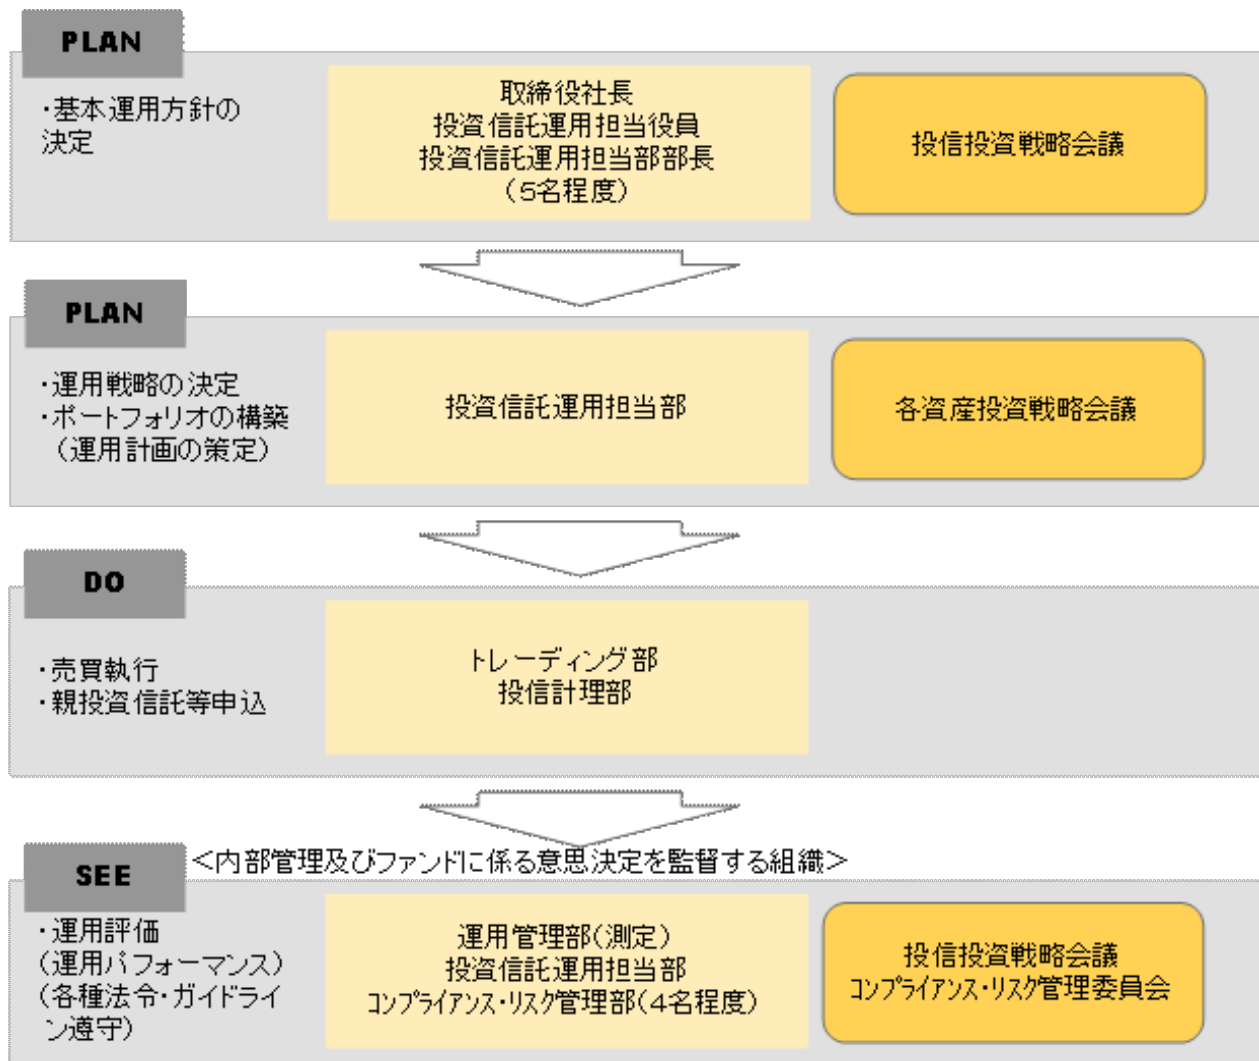 PLAN
・基本運用方針の
決定
取締役社長
投資信託運用担当役員
投資信託運用担当部部長
(5名程度)
投信投資戦略会議
PLAN
・運用戦略の決定
・ポートフォリオの構築
(運用計画の策定)
投資信託運用担当部
各資産投資戦略会議
DO
・売買執行
・親投資信託等申込
トレーディング部
投信計理部
SEE
<内部管理及びファンドに係る意思決定を監督する組織>
・運用評価
(運用パフォーマンス)
(各種法令・ガイドライ
ン遵守)
運用管理部(測定)
投資信託運用担当部
コンプライアンス・リスク管理部(4名程度)
投信投資戦略会議
コンプライアンス・リスク管理委員会